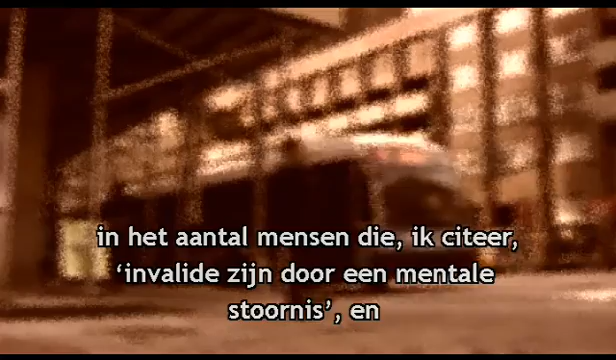 in het aantal mensen die, ik citeer,
‘invalide zijn door een mentale
stoornis’, en